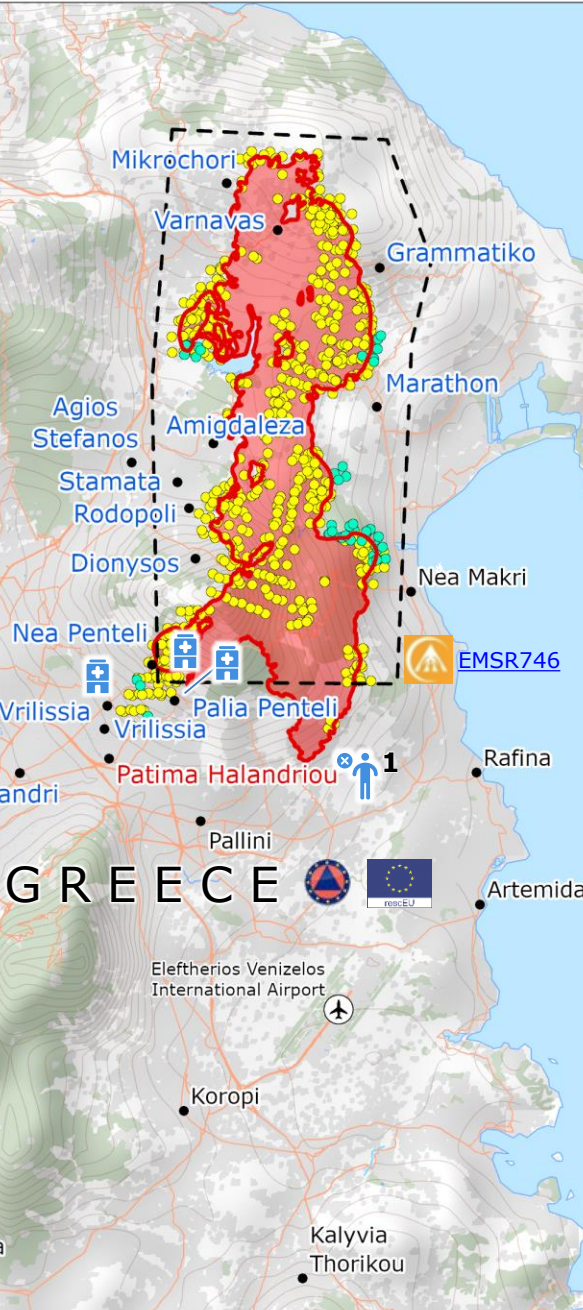 Mikrochori
Varnavas
Grammatiko
Marathon
Agios
Stefanos
Amigdaleza
Stamata
Rodopoli
Dionysos
Nea Makri
Nea Penteli
EMSR746
Vrilissia
Palia Penteli
Vrilissia
Rafina
Patima Halandriou
1
andri
Pallini
GREECE
rescEU
Artemida
Eleftherios Venizelos
International Airport
Koropi
Kalyvia
Thorikou
a